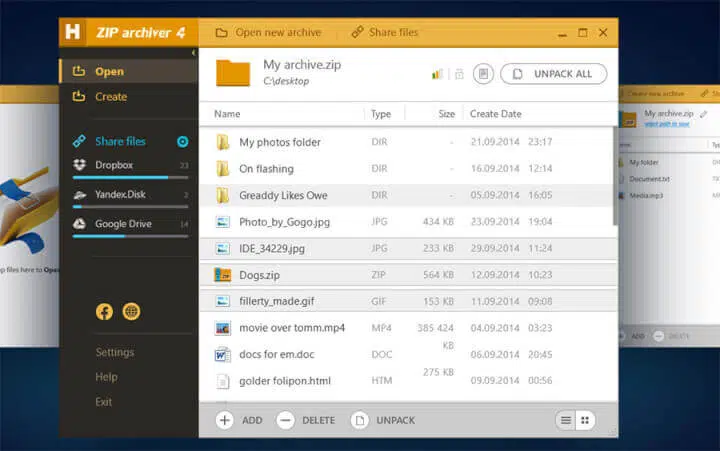 H ZIP archiver 4
Open new archive
Share files
Open
Create
Share files
Dropbox 23
Yandex.Disk 2
Google Drive 14
Settings
Help
Exit
My archive.zip
C:\desktop
UNPACK ALL
Name Type Size Create Date
My photos folder DIR - 21.09.2014 23:17
On flashing DIR - 16.09.2014 12:14
Greaddy Likes Owe DIR - 05.09.2014 16:05
Photo_by_Gogo.jpg JPG 434 KB 23.09.2014 19:04
IDE_34229.jpg JPG 233 KB 29.09.2014 11:24
Dogs.zip ZIP 564 KB 12.09.2014 10:23
fillerty_made.gif GIF 153 KB 11.09.2014 09:08
movie over tomm.mp4 MP4 385 424 KB 04.09.2014 03:23
docs for em.doc DOC 06.09.2014 20:45
golder folipon.html HTM 275 KB 09.09.2014 00:56
ADD DELETE UNPACK
files here to Open
Create new archive
My archive.zip
Name
My folder
Document.txt
Media.mp3
ADD DELETE